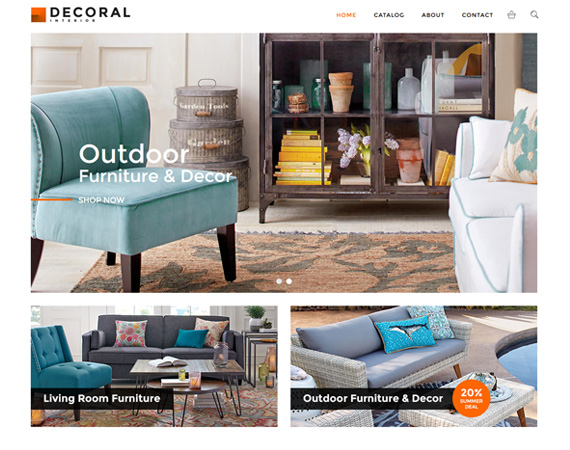 DECORAL
INTERIOR
HOME
CATALOG
ABOUT
CONTACT
Garden Tools
Outdoor
Furniture & Decor
SHOP NOW
Living Room Furniture
Outdoor Furniture & Decor
20%
SUMMER
DEAL